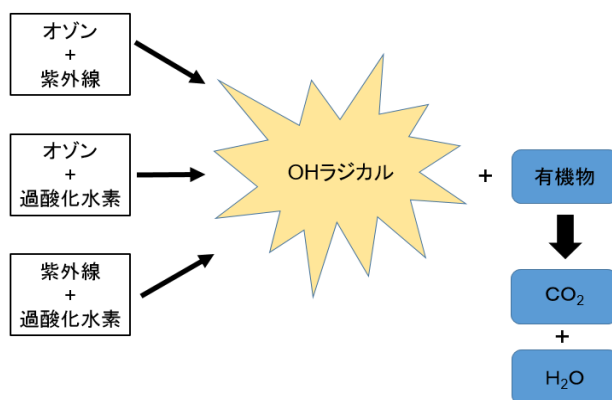 オゾン
+
紫外線
オゾン
+
過酸化水素
紫外線
+
過酸化水素
OHラジカル
+
有機物
CO₂
+
H₂O